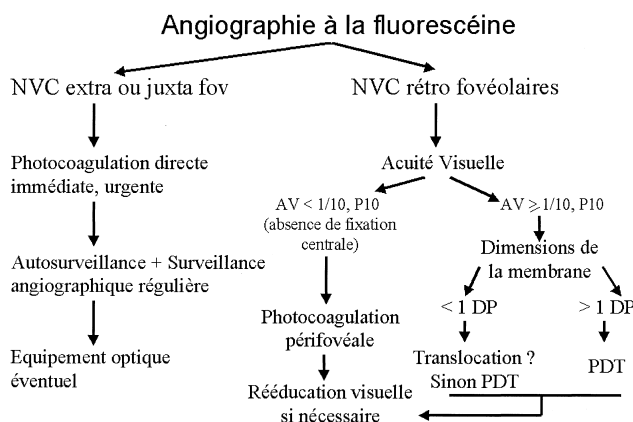 Angiographie à la fluorescéine
NVC extra ou juxta fov
Photocoagulation directe
immédiate, urgente
Autosurveillance + Surveillance
angiographique régulière
Equipement optique
éventuel
NVC rétro fovéolaires
Acuité Visuelle
AV < 1/10, P10
(absence de fixation
centrale)
Photocoagulation
périfovéale
Rééducation visuelle
si nécessaire
AV ⩾ 1/10, P10
Dimensions de
la membrane
< 1 DP
Translocation ?
Sinon PDT
> 1 DP
PDT